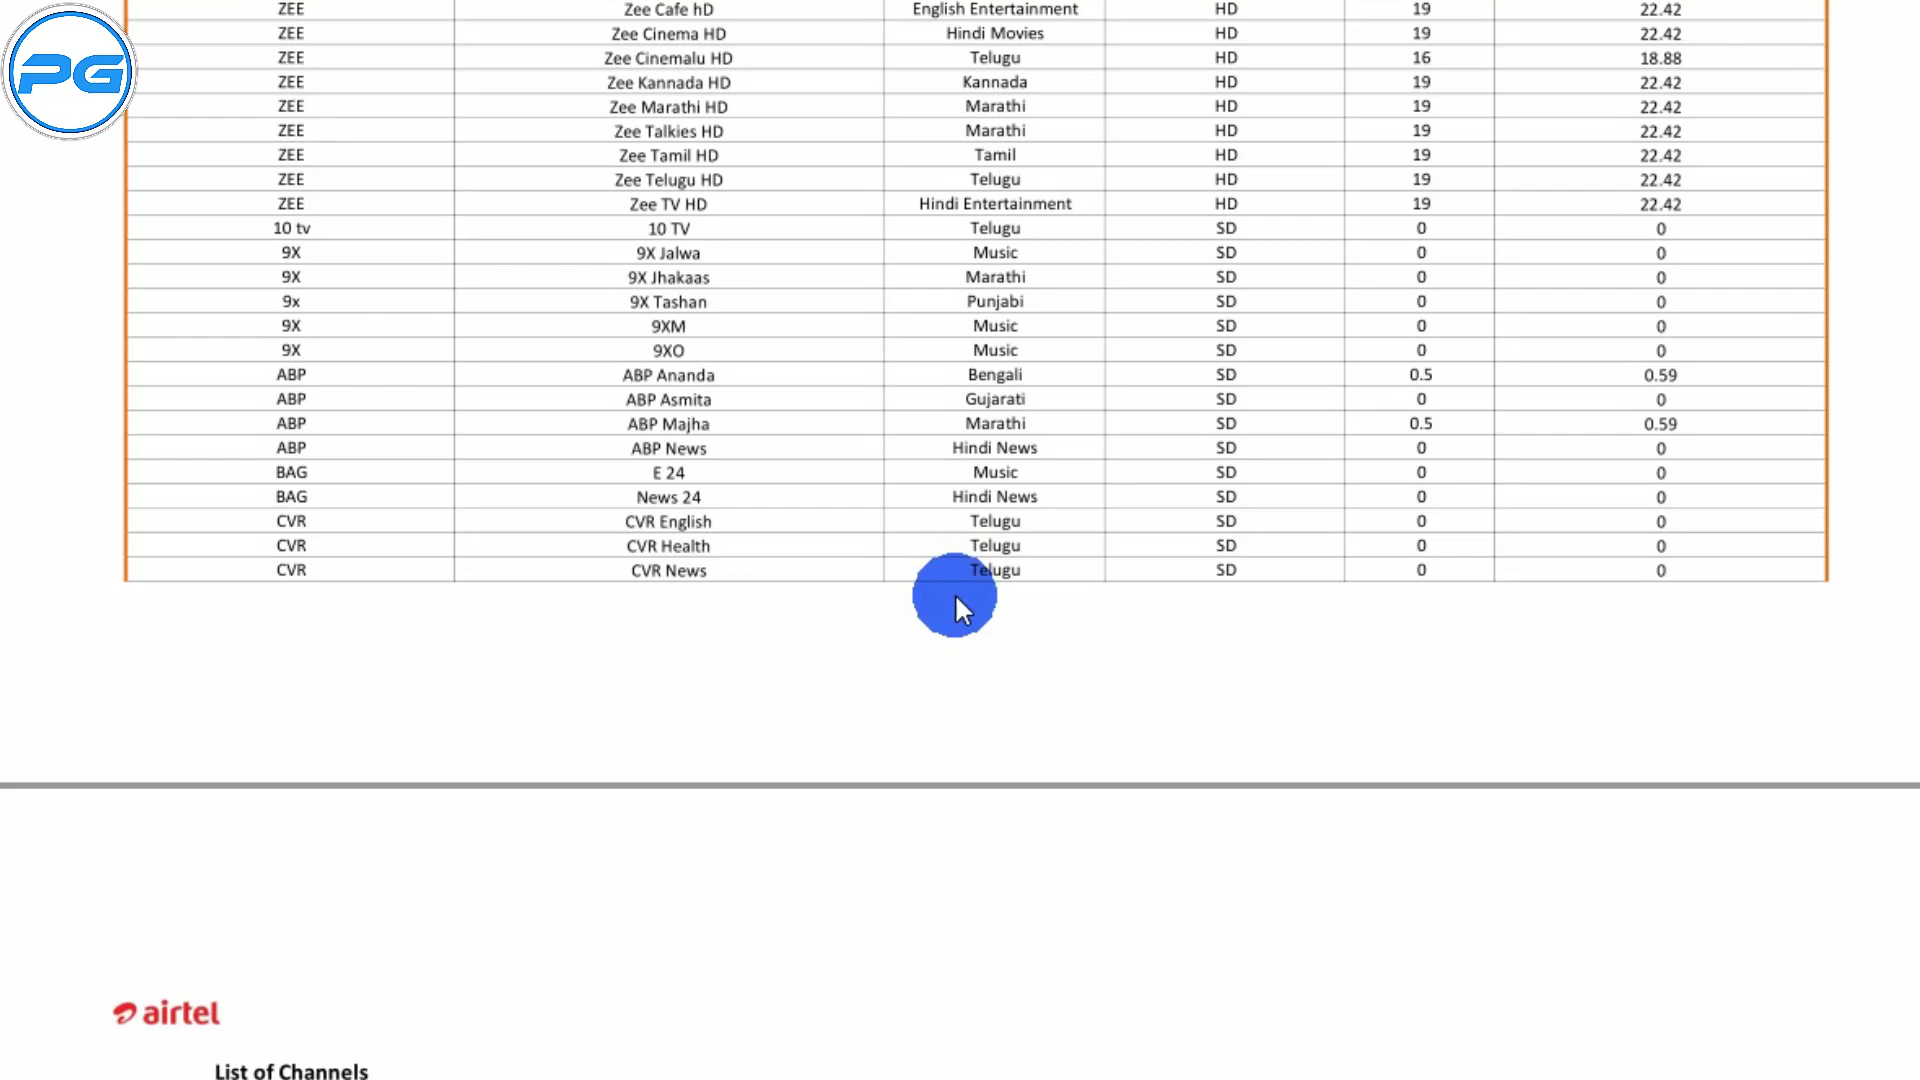 PG
ZEE Zee Cafe hD English Entertainment HD 19 22.42
ZEE Zee Cinema HD Hindi Movies HD 19 22.42
ZEE Zee Cinemalu HD Telugu HD 16 18.88
ZEE Zee Kannada HD Kannada HD 19 22.42
ZEE Zee Marathi HD Marathi HD 19 22.42
ZEE Zee Talkies HD Marathi HD 19 22.42
ZEE Zee Tamil HD Tamil HD 19 22.42
ZEE Zee Telugu HD Telugu HD 19 22.42
ZEE Zee TV HD Hindi Entertainment HD 19 22.42
10 tv 10 TV Telugu SD 0 0
9X 9X Jalwa Music SD 0 0
9X 9X Jhakaas Marathi SD 0 0
9x 9X Tashan Punjabi SD 0 0
9X 9XM Music SD 0 0
9X 9XO Music SD 0 0
ABP ABP Ananda Bengali SD 0.5 0.59
ABP ABP Asmita Gujarati SD 0 0
ABP ABP Majha Marathi SD 0.5 0.59
ABP ABP News Hindi News SD 0 0
BAG E 24 Music SD 0 0
BAG News 24 Hindi News SD 0 0
CVR CVR English Telugu SD 0 0
CVR CVR Health Telugu SD 0 0
CVR CVR News Telugu SD 0 0
airtel
List of Channels